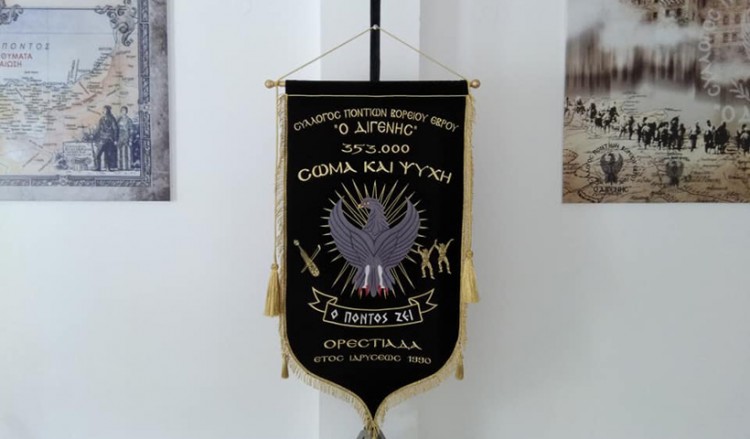 ΠΟΝΤΟΣ
ΣΥΛΛΟΓΟΣ ΠΟΝΤΙΩΝ ΒΟΡΕΙΟΥ ΕΒΡΟΥ
"Ο ΔΙΓΕΝΗΣ"
353.000
ΣΩΜΑ ΚΑΙ ΨΥΧΗ
Ο ΠΟΝΤΟΣ ΖΕΙ
ΟΡΕΣΤΙΑΔΑ
ΕΤΟΣ ΙΔΡΥΣΕΩΣ 1990